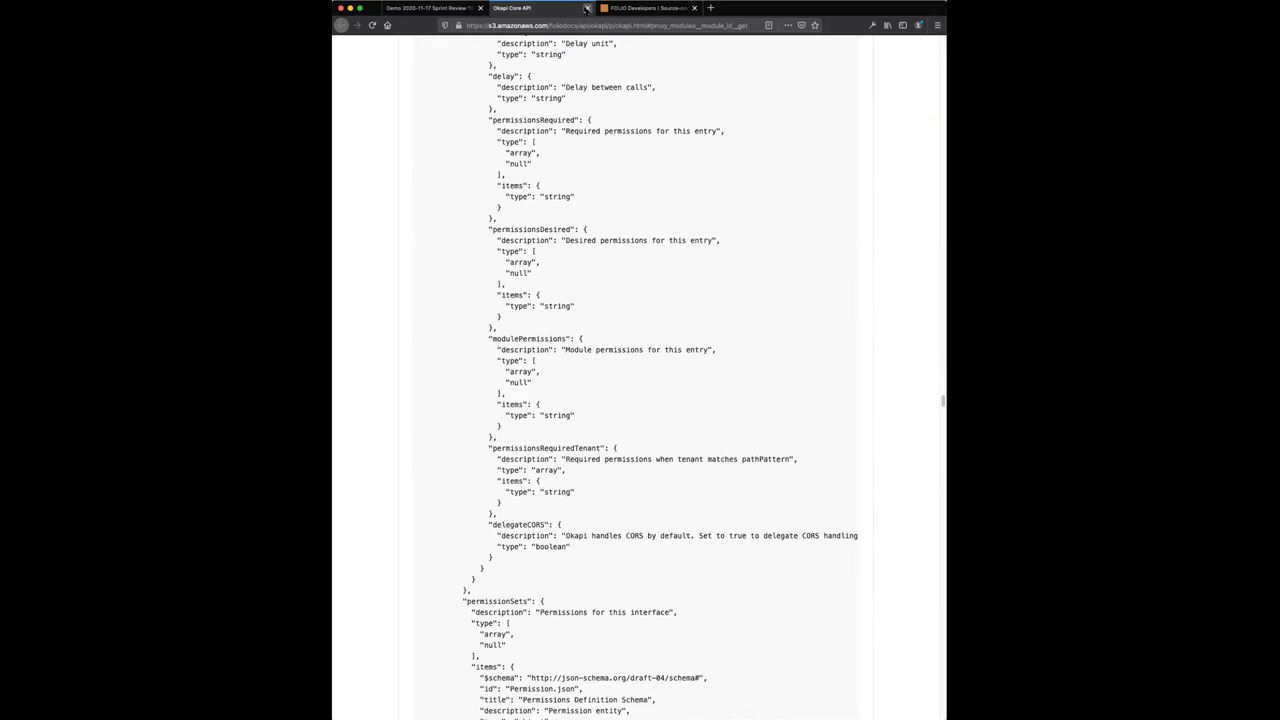 Demo 2020-11-17 Sprint Review 1
Okapi Core API
FOLIO Developers | Source-co
https://s3.amazonaws.com/foliodocs/api/okapi/p/okapi.html#proxy_modules__module_id__get
"description": "Delay unit",
"type": "string"
},
"delay": {
"description": "Delay between calls",
"type": "string"
},
"permissionsRequired": {
"description": "Required permissions for this entry",
"type": [
"array",
"null"
],
"items": {
"type": "string"
}
},
"permissionsDesired": {
"description": "Desired permissions for this entry",
"type": [
"array",
"null"
],
"items": {
"type": "string"
}
},
"modulePermissions": {
"description": "Module permissions for this entry",
"type": [
"array",
"null"
],
"items": {
"type": "string"
}
},
"permissionsRequiredTenant": {
"description": "Required permissions when tenant matches pathPattern",
"type": "array",
"items": {
"type": "string"
}
},
"delegateCORS": {
"description": "Okapi handles CORS by default. Set to true to delegate CORS handling
"type": "boolean"
}
}
}
},
"permissionSets": {
"description": "Permissions for this interface",
"type": [
"array",
"null"
],
"items": {
"$schema": "http://json-schema.org/draft-04/schema#",
"id": "Permission.json",
"title": "Permissions Definition Schema",
"description": "Permission entity",